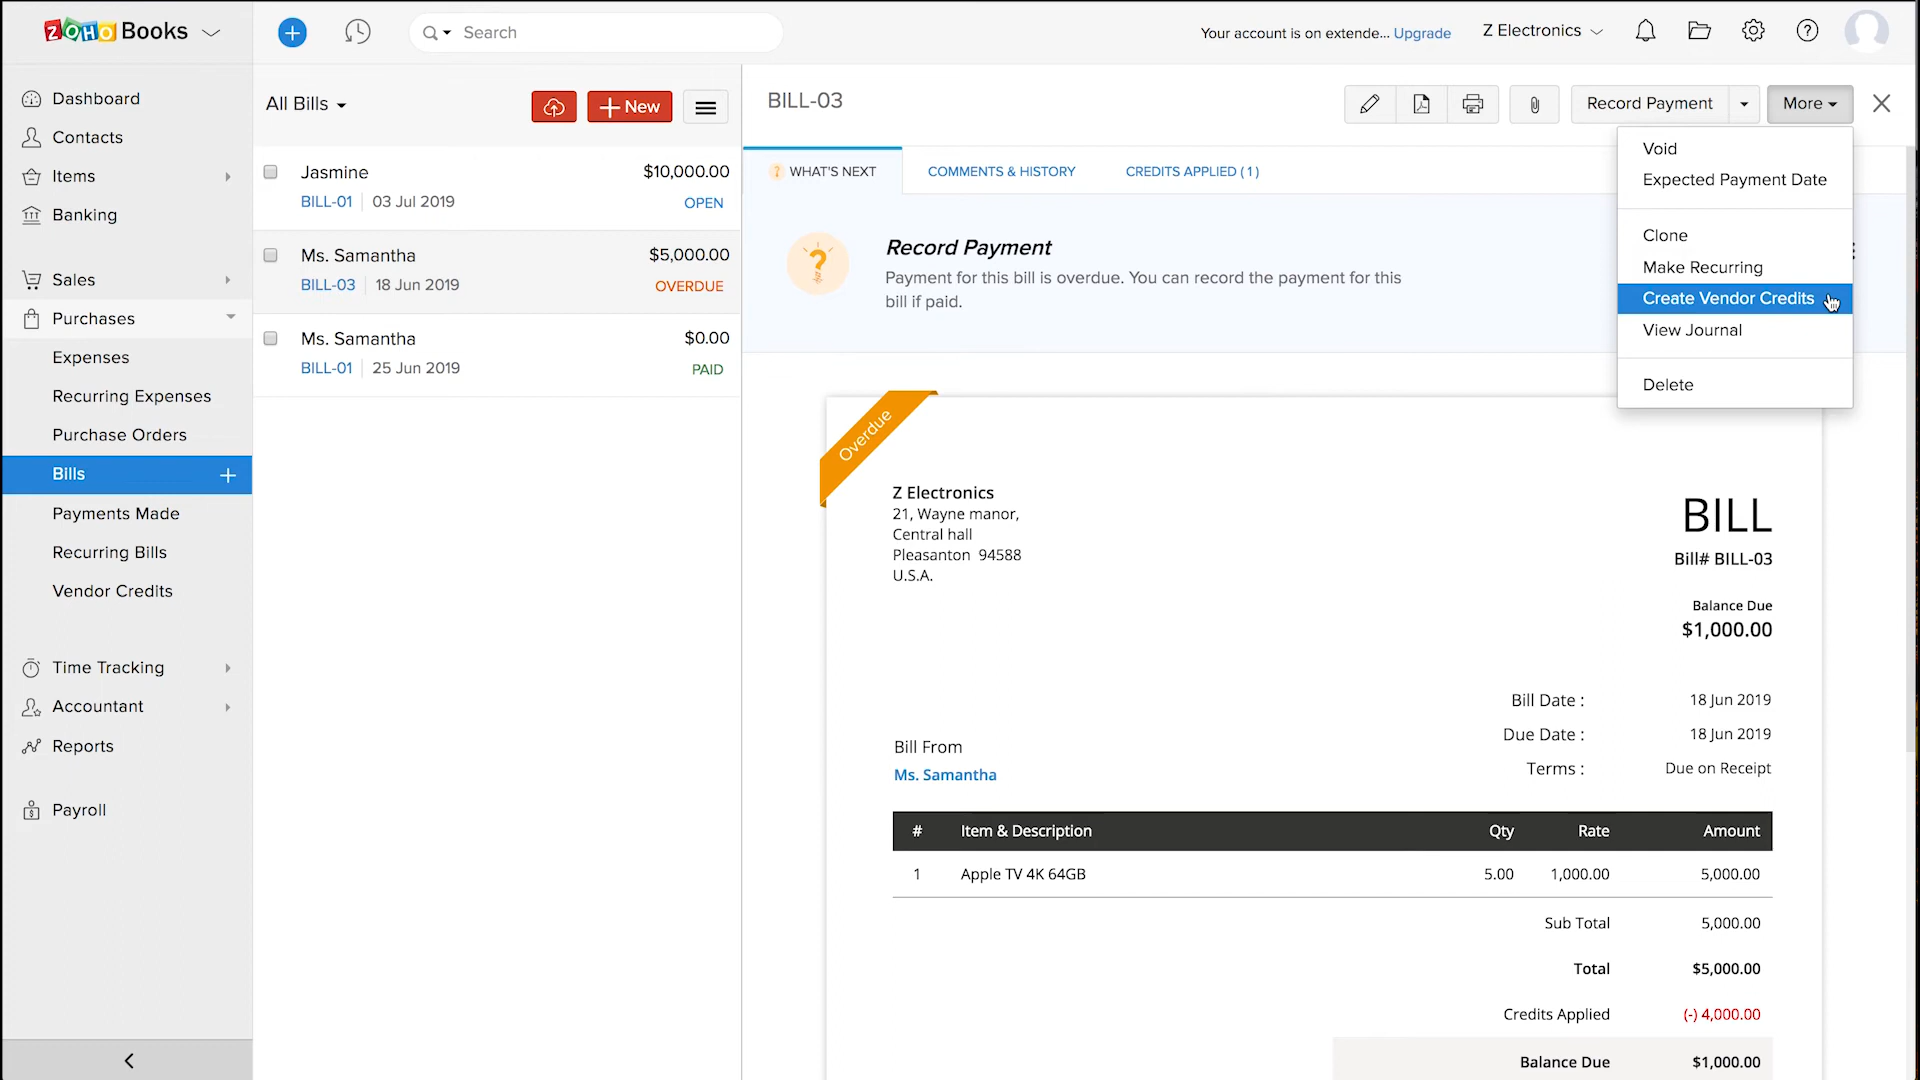 ZOHO Books
Search
Your account is on extende... Upgrade
Z Electronics
Dashboard
Contacts
Items
Banking
Sales
Purchases
Expenses
Recurring Expenses
Purchase Orders
Bills
Payments Made
Recurring Bills
Vendor Credits
Time Tracking
Accountant
Reports
Payroll
All Bills
+ New
Jasmine $10,000.00
BILL-01 03 Jul 2019 OPEN
Ms. Samantha $5,000.00
BILL-03 18 Jun 2019 OVERDUE
Ms. Samantha $0.00
BILL-01 25 Jun 2019 PAID
BILL-03
Record Payment
More
WHAT'S NEXT COMMENTS & HISTORY CREDITS APPLIED (1)
Void
Expected Payment Date
Clone
Make Recurring
Create Vendor Credits
View Journal
Delete
?
Record Payment
Payment for this bill is overdue. You can record the payment for this
bill if paid.
Overdue
Z Electronics
21, Wayne manor,
Central hall
Pleasanton 94588
U.S.A.
BILL
Bill# BILL-03
Balance Due
$1,000.00
Bill Date : 18 Jun 2019
Due Date : 18 Jun 2019
Terms : Due on Receipt
Bill From
Ms. Samantha
# Item & Description Qty Rate Amount
1 Apple TV 4K 64GB 5.00 1,000.00 5,000.00
Sub Total 5,000.00
Total $5,000.00
Credits Applied (-) 4,000.00
Balance Due $1,000.00